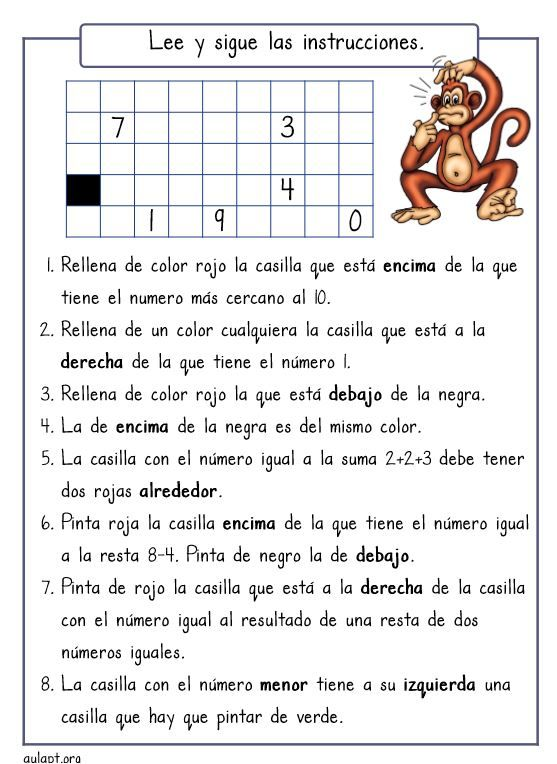 Lee y sigue las instrucciones.
7 3
4
1 9 0
1. Rellena de color rojo la casilla que está encima de la que
tiene el numero más cercano al 10.
2. Rellena de un color cualquiera la casilla que está a la
derecha de la que tiene el número 1.
3. Rellena de color rojo la que está debajo de la negra.
4. La de encima de la negra es del mismo color.
5. La casilla con el número igual a la suma 2+2+3 debe tener
dos rojas alrededor.
6. Pinta roja la casilla encima de la que tiene el número igual
a la resta 8-4. Pinta de negro la de debajo.
7. Pinta de rojo la casilla que está a la derecha de la casilla
con el número igual al resultado de una resta de dos
números iguales.
8. La casilla con el número menor tiene a su izquierda una
casilla que hay que pintar de verde.
aulapt.org